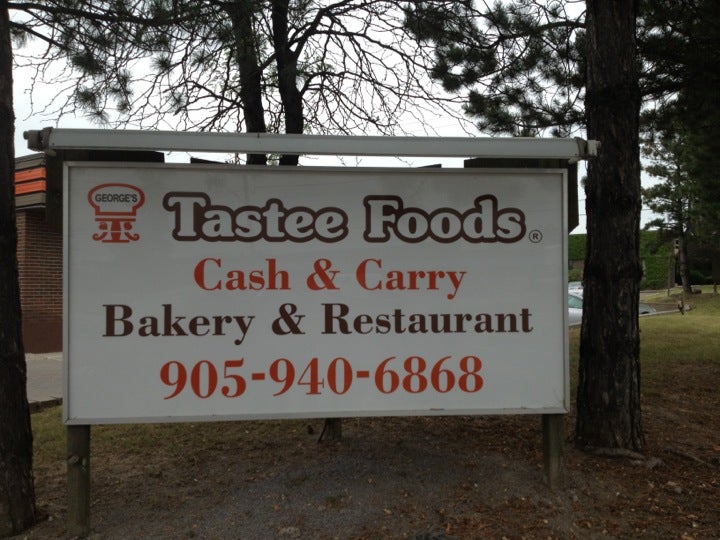 GEORGE'S
Tastee Foods ®
Cash & Carry
Bakery & Restaurant
905-940-6868